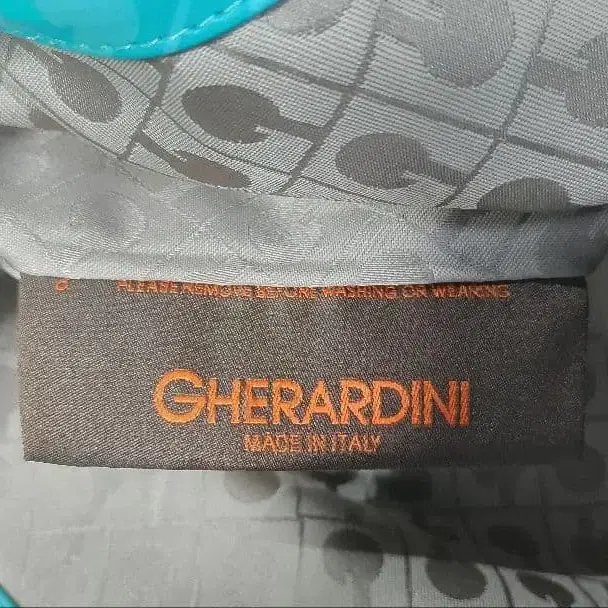 PLEASE REMOVE BEFORE WASHING OR WEARING
GHERARDINI
MADE IN ITALY